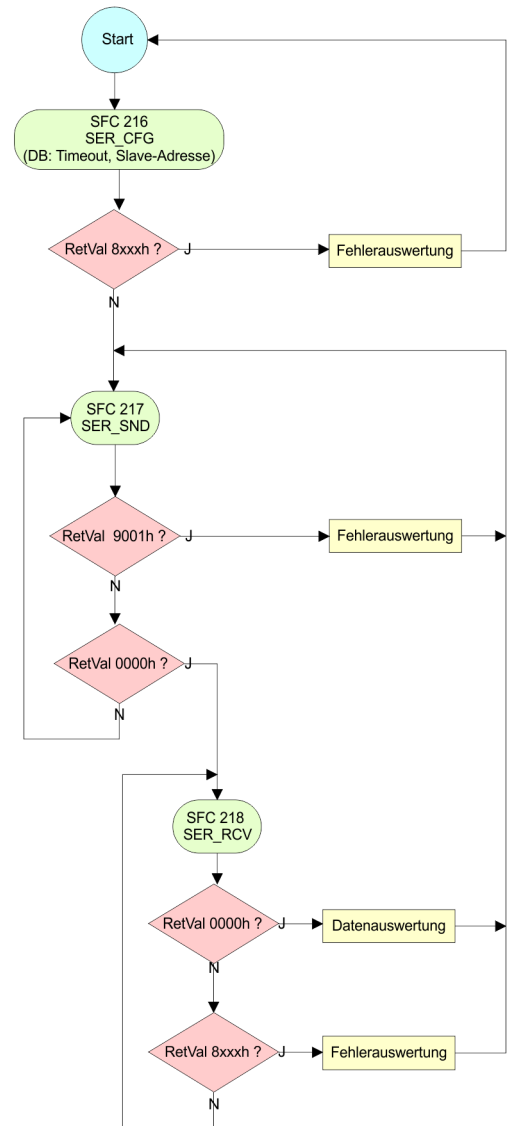 Start
SFC 216
SER_CFG
(DB: Timeout, Slave-Adresse)
RetVal 8xxxh ?
J
Fehlerauswertung
N
SFC 217
SER_SND
RetVal 9001h ?
J
Fehlerauswertung
N
RetVal 0000h ?
J
N
SFC 218
SER_RCV
RetVal 0000h ?
J
Datenauswertung
N
RetVal 8xxxh ?
J
Fehlerauswertung
N